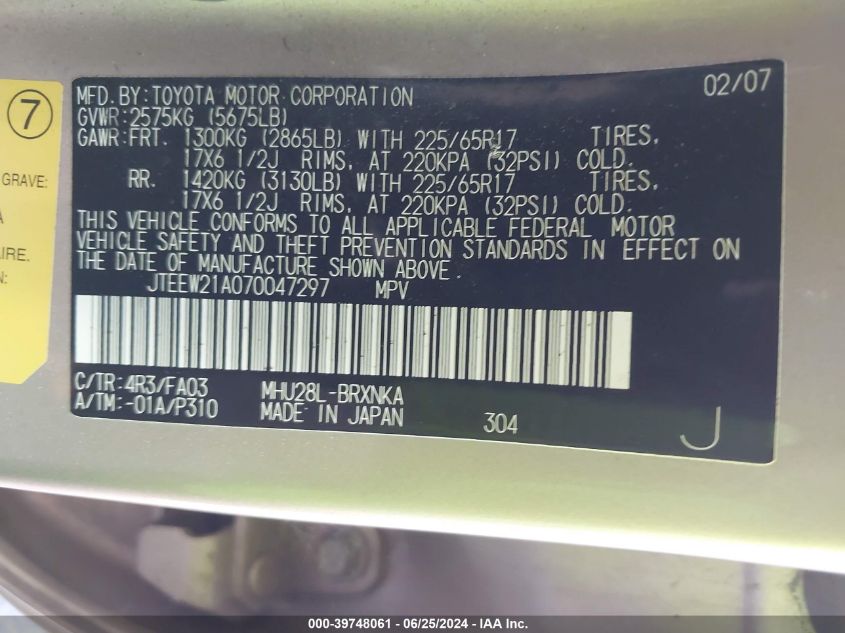 7
GRAVE:
A
AIRE.
N:
02/07
MFD. BY: TOYOTA MOTOR CORPORATION
GVWR: 2575KG (5675LB)
GAWR: FRT. 1300KG (2865LB) WITH 225/65R17 TIRES,
17X6 1/2J RIMS, AT 220KPA (32PSI) COLD.
RR. 1420KG (3130LB) WITH 225/65R17 TIRES,
17X6 1/2J RIMS, AT 220KPA (32PSI) COLD.
THIS VEHICLE CONFORMS TO ALL APPLICABLE FEDERAL MOTOR
VEHICLE SAFETY AND THEFT PREVENTION STANDARDS IN EFFECT ON
THE DATE OF MANUFACTURE SHOWN ABOVE.
JTEEW21A070047297 MPV
C/TR: 4R3/FA03 MHU28L-BRXNKA
A/TM: -01A/P310 MADE IN JAPAN 304 J
000-39748061 - 06/25/2024 - IAA Inc.